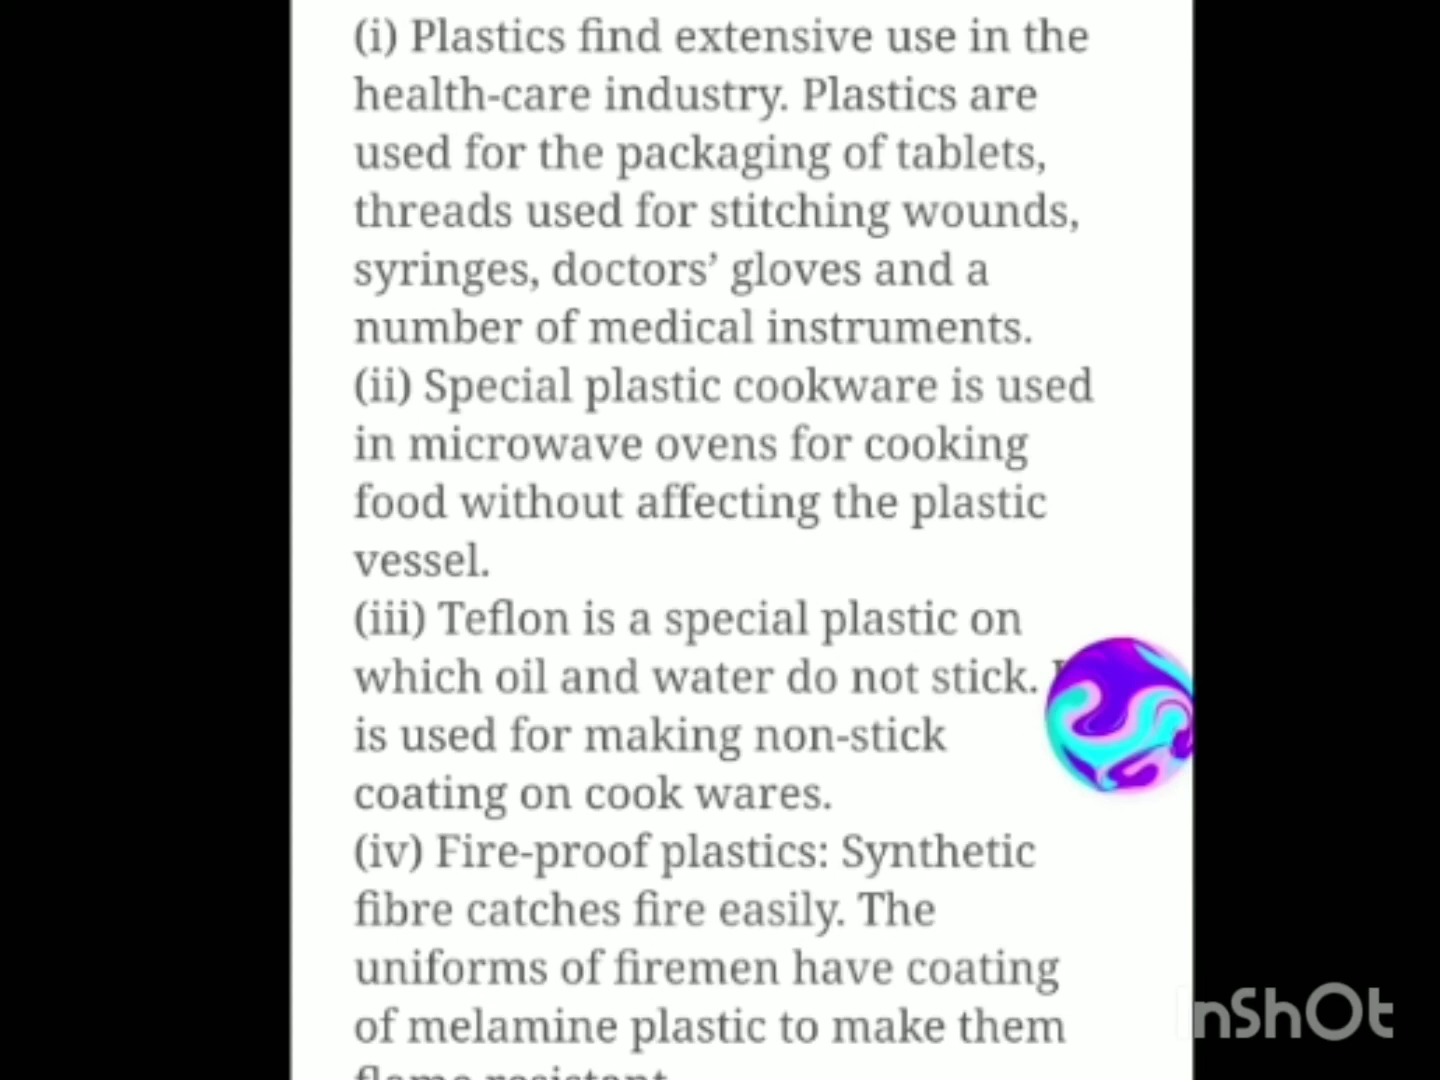 (i) Plastics find extensive use in the
health-care industry. Plastics are
used for the packaging of tablets,
threads used for stitching wounds,
syringes, doctors’ gloves and a
number of medical instruments.
(ii) Special plastic cookware is used
in microwave ovens for cooking
food without affecting the plastic
vessel.
(iii) Teflon is a special plastic on
which oil and water do not stick.
is used for making non-stick
coating on cook wares.
(iv) Fire-proof plastics: Synthetic
fibre catches fire easily. The
uniforms of firemen have coating
of melamine plastic to make them
InShOt